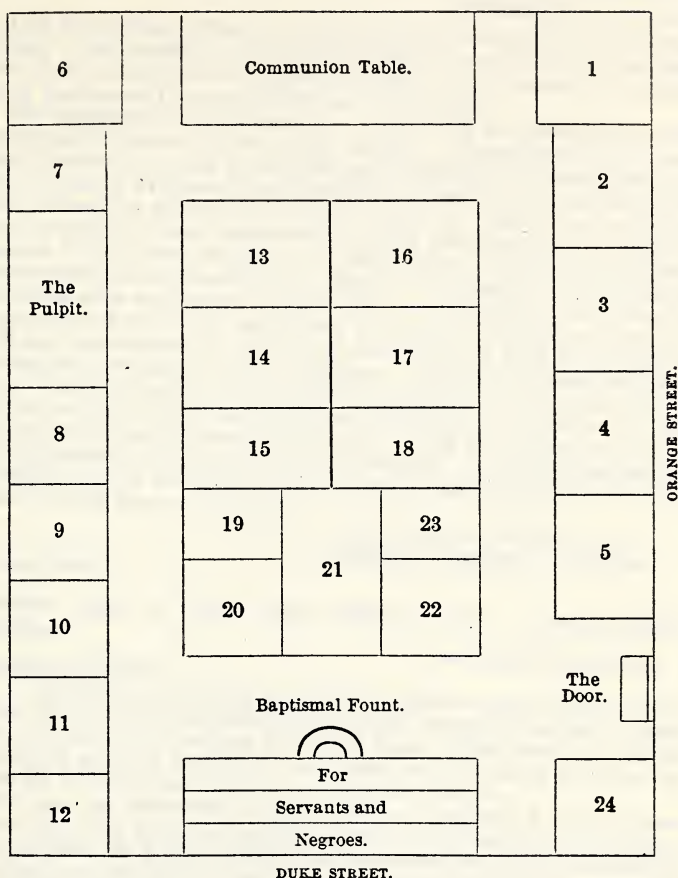 6
Communion Table.
1
7
2
13
16
The
Pulpit.
3
14
17
8
4
15
18
ORANGE STREET.
19
23
9
5
21
20
22
10
The
Door.
Baptismal Fount.
11
For
Servants and
Negroes.
12
24
DUKE STREET.